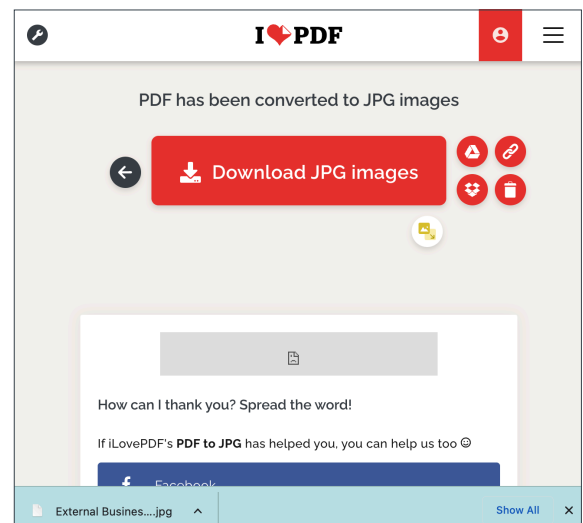 I PDF
PDF has been converted to JPG images
Download JPG images
How can I thank you? Spread the word!
If iLovePDF's PDF to JPG has helped you, you can help us too
Facebook
External Busines....jpg
Show All